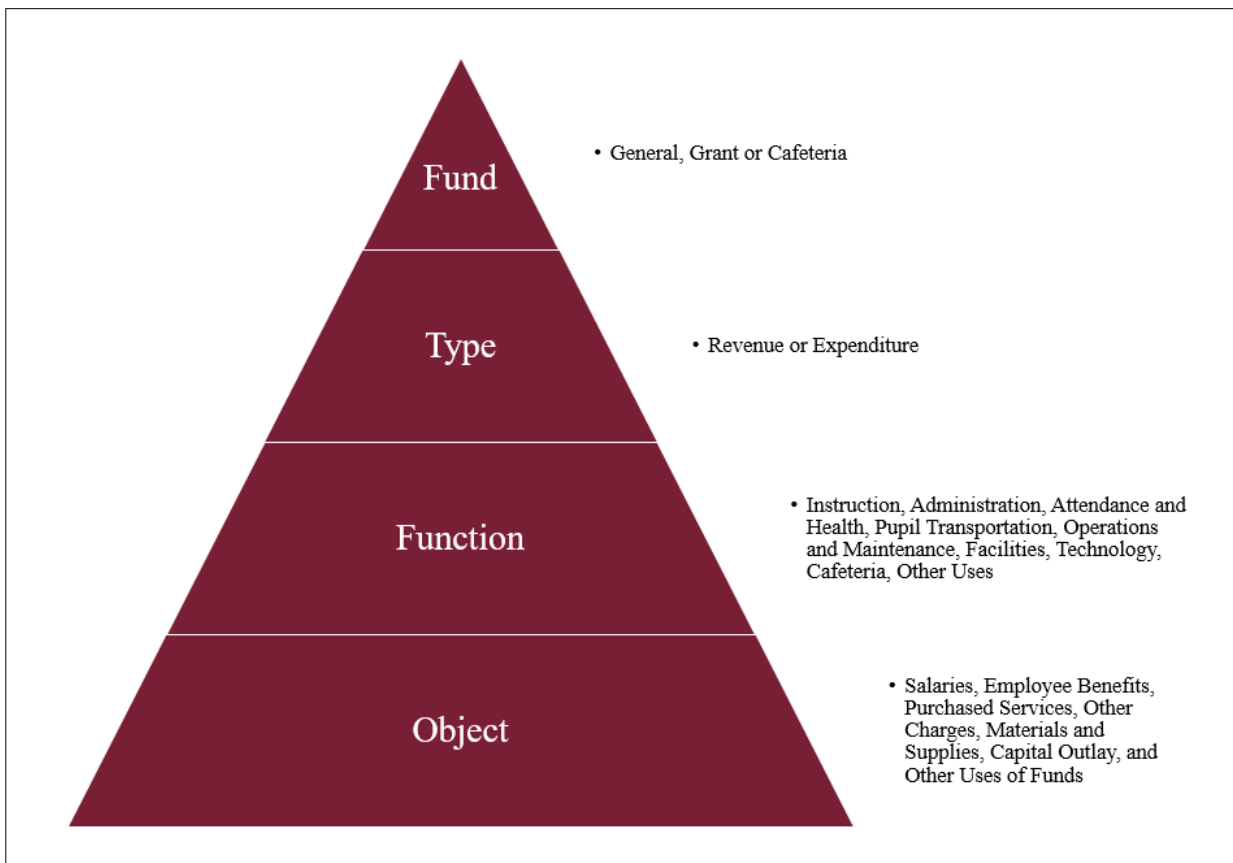 Fund
• General, Grant or Cafeteria
Type
• Revenue or Expenditure
Function
• Instruction, Administration, Attendance and
Health, Pupil Transportation, Operations
and Maintenance, Facilities, Technology,
Cafeteria, Other Uses
Object
• Salaries, Employee Benefits,
Purchased Services, Other
Charges, Materials and
Supplies, Capital Outlay, and
Other Uses of Funds